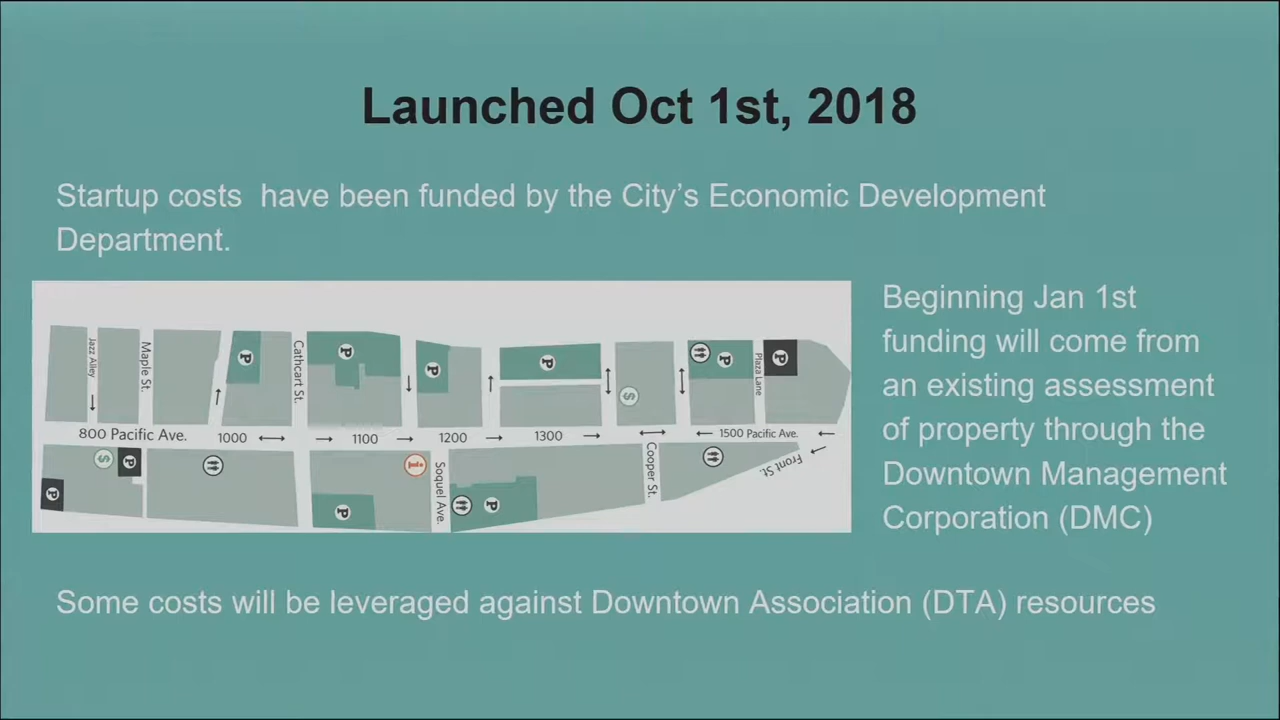 Launched Oct 1st, 2018
Startup costs  have been funded by the City’s Economic Development
Department.
Beginning Jan 1st
funding will come from
an existing assessment
of property through the
Downtown Management
Corporation (DMC)
Jazz Alley
Maple St.
P
Cathcart St.
P
P
P
$
P
Plaza Lane
P
800 Pacific Ave.
1000
1100
1200
1300
1500 Pacific Ave.
$
P
P
P
i
Soquel Ave.
P
Cooper St.
Front St.
Some costs will be leveraged against Downtown Association (DTA) resources